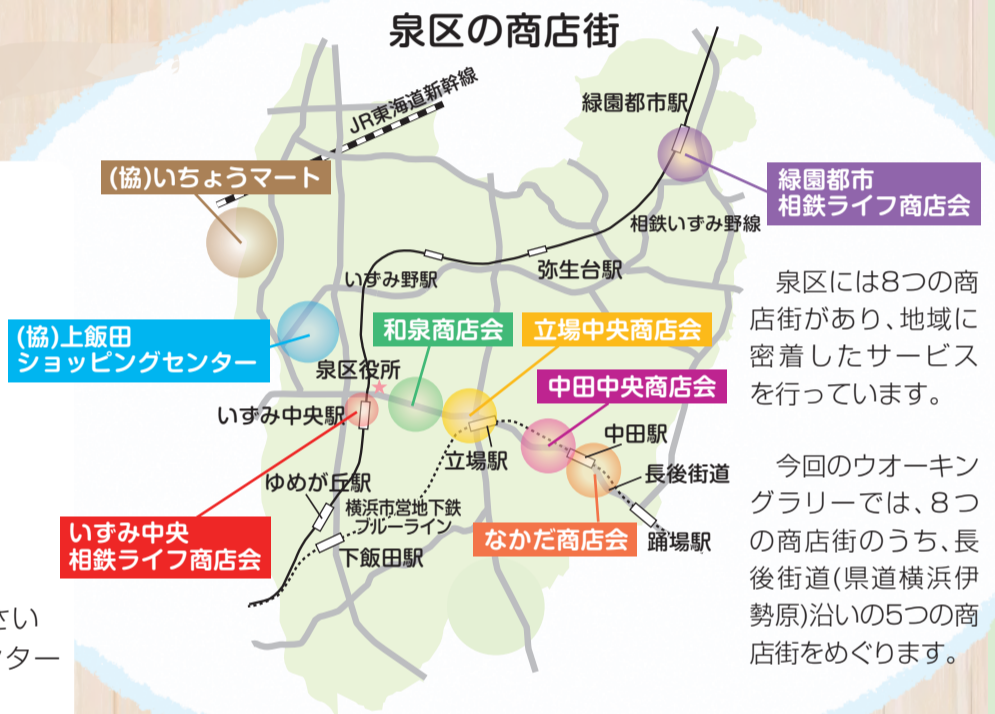 泉区の商店街
JR東海道新幹線
緑園都市駅
(協)いちょうマート
緑園都市
相鉄ライフ商店会
相鉄いずみ野線
いずみ野駅
弥生台駅
(協)上飯田
ショッピングセンター
和泉商店会
立場中央商店会
泉区役所
中田中央商店会
いずみ中央駅
中田駅
立場駅
長後街道
ゆめが丘駅
横浜市営地下鉄
ブルーライン
いずみ中央
相鉄ライフ商店会
なかだ商店会
踊場駅
下飯田駅
泉区には8つの商
店街があり、地域に
密着したサービス
を行っています。
今回のウオーキン
グラリーでは、8つ
の商店街のうち、長
後街道(県道横浜伊
勢原)沿いの5つの商
店街をめぐります。
さい
ター